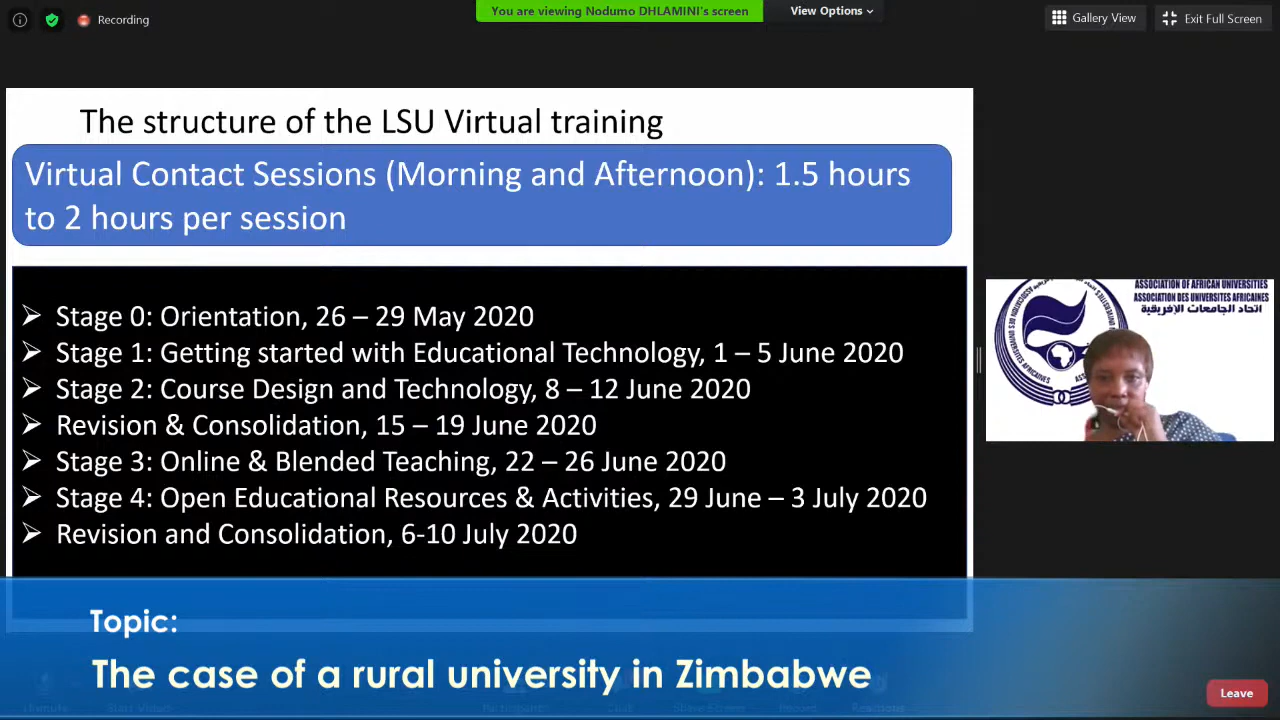 Recording
You are viewing Nodumo DHLAMINI's screen
View Options
Gallery View
Exit Full Screen
The structure of the LSU Virtual training
Virtual Contact Sessions (Morning and Afternoon): 1.5 hours
to 2 hours per session
Stage 0: Orientation, 26 – 29 May 2020
Stage 1: Getting started with Educational Technology, 1 – 5 June 2020
Stage 2: Course Design and Technology, 8 – 12 June 2020
Revision & Consolidation, 15 – 19 June 2020
Stage 3: Online & Blended Teaching, 22 – 26 June 2020
Stage 4: Open Educational Resources & Activities, 29 June – 3 July 2020
Revision and Consolidation, 6-10 July 2020
ASSOCIATION OF AFRICAN UNIVERSITIES
ASSOCIATION DES UNIVERSITES AFRICAINES
اتحاد الجامعات الإفريقية
Topic:
The case of a rural university in Zimbabwe
Leave